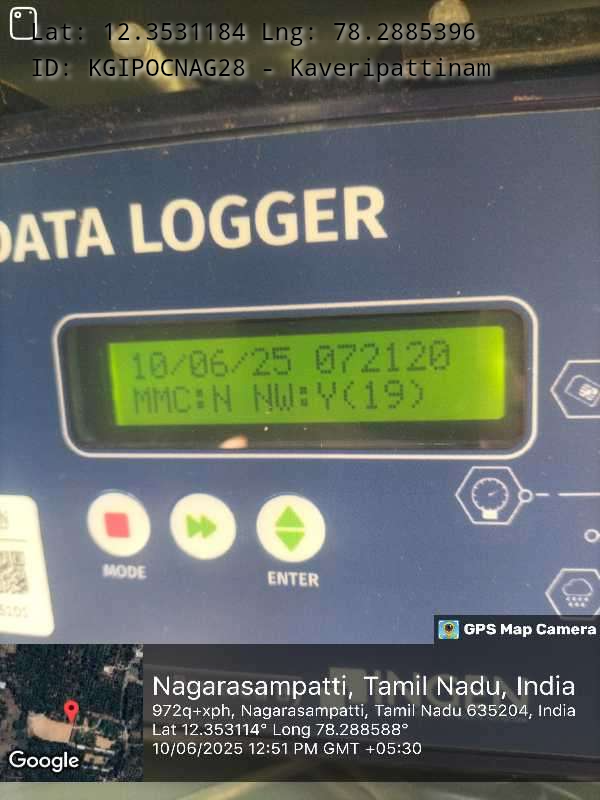 Lat: 12.3531184 Lng: 78.2885396
ID: KGIPOCNAG28 - Kaveripattinam
DATA LOGGER
10/06/25 072120
MMC:N NW:Y(19)
MODE
ENTER
GPS Map Camera
Nagarasampatti, Tamil Nadu, India
972q+xph, Nagarasampatti, Tamil Nadu 635204, India
Lat 12.353114° Long 78.288588°
10/06/2025 12:51 PM GMT +05:30
Google